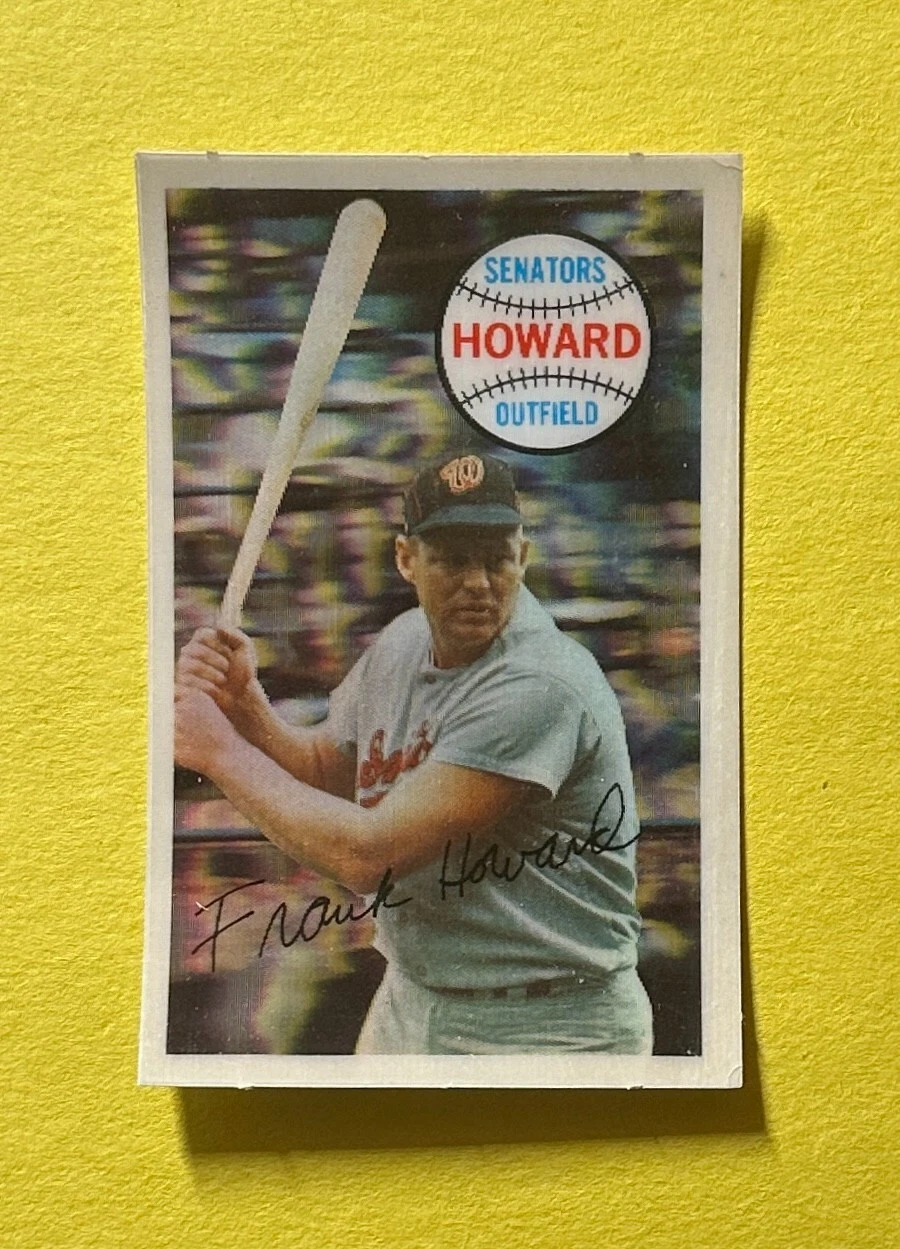 SENATORS
HOWARD
OUTFIELD
W
Frank Howard